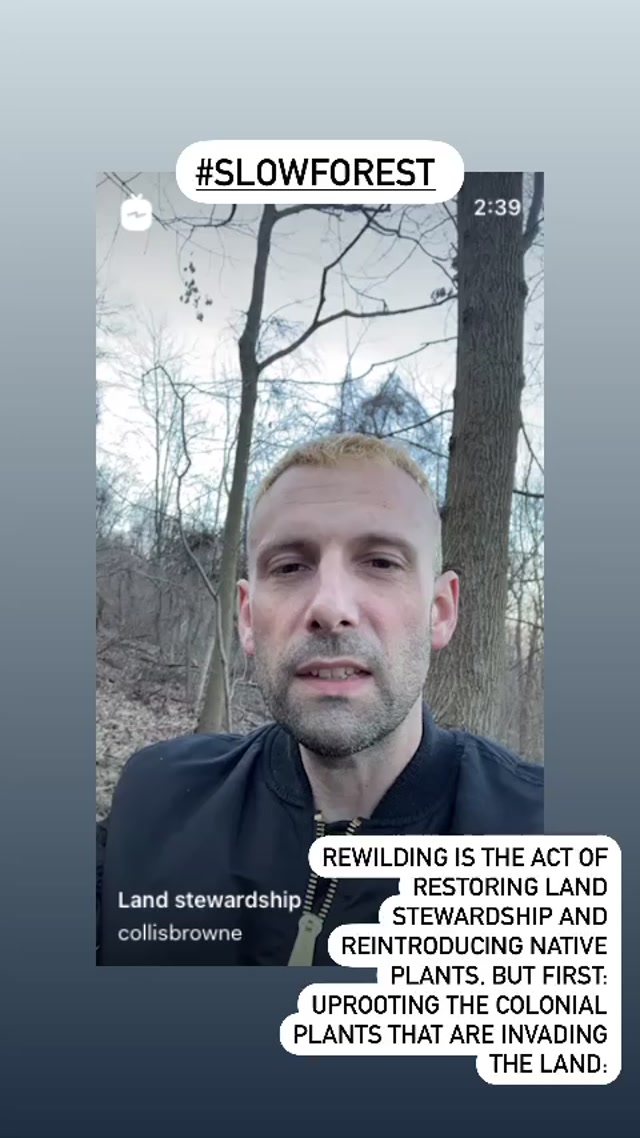 #SLOWFOREST
2:39
Land stewardship
collisbrowne
REWILDING IS THE ACT OF
RESTORING LAND
STEWARDSHIP AND
REINTRODUCING NATIVE
PLANTS. BUT FIRST:
UPROOTING THE COLONIAL
PLANTS THAT ARE INVADING
THE LAND: